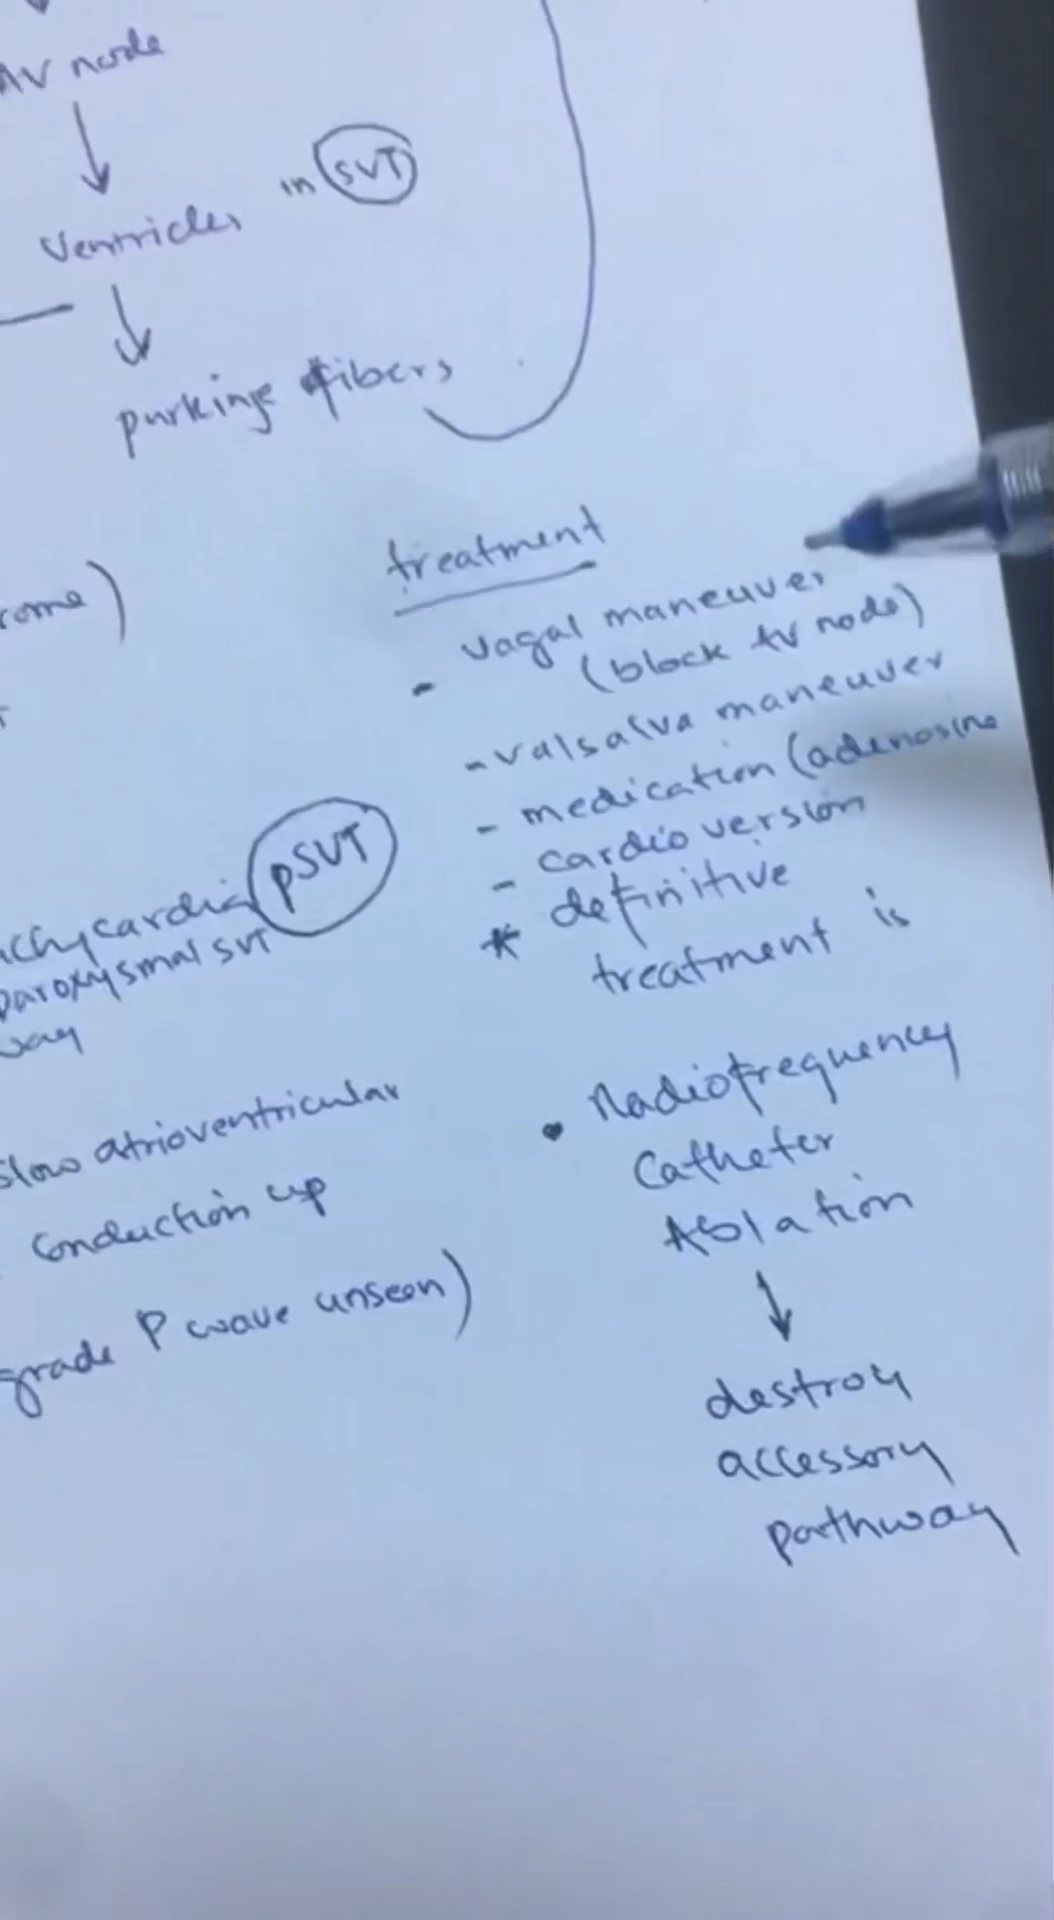 AV node
ventricles in SVT
purkinje fibers
rome)
treatment
- vagal maneuver
(block AV node)
- valsalva maneuver
- medication (adenosine
- cardioversion
* definitive
treatment is
achycardia pSVT
paroxysmal SVT
way
slow atrioventricular
conduction up
grade P wave unseen)
• Radiofrequency
Catheter
Ablation
destroy
accessory
pathway